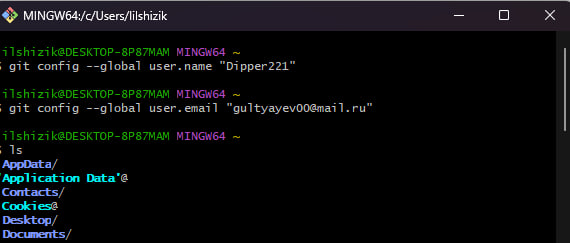 MINGW64:/c/Users/lilshizik
ilshizik@DESKTOP-8P87MAM MINGW64 ~
$ git config --global user.name "Dipper221"
ilshizik@DESKTOP-8P87MAM MINGW64 ~
$ git config --global user.email "gultyayev00@mail.ru"
ilshizik@DESKTOP-8P87MAM MINGW64 ~
$ ls
AppData/
'Application Data'@
Contacts/
Cookies@
Desktop/
Documents/